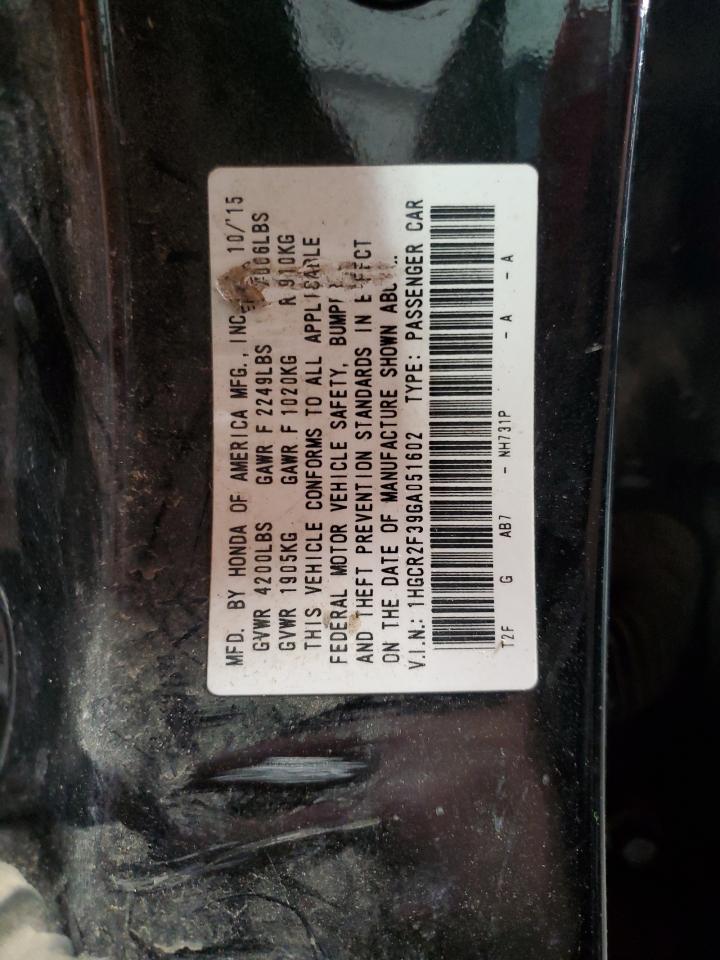 MFD. BY HONDA OF AMERICA MFG., INC. 10/'15
GVWR 4200LBS GAWR F 2249LBS
GVWR 1905KG GAWR F 1020KG R 910KG
THIS VEHICLE CONFORMS TO ALL APPLICABLE
FEDERAL MOTOR VEHICLE SAFETY,
AND THEFT PREVENTION STANDARDS IN EFFECT
ON THE DATE OF MANUFACTURE SHOWN
V.I.N.: 1HGCR2F39GA051602 TYPE: PASSENGER CAR
T2F G AB7 - NH731P - A - A